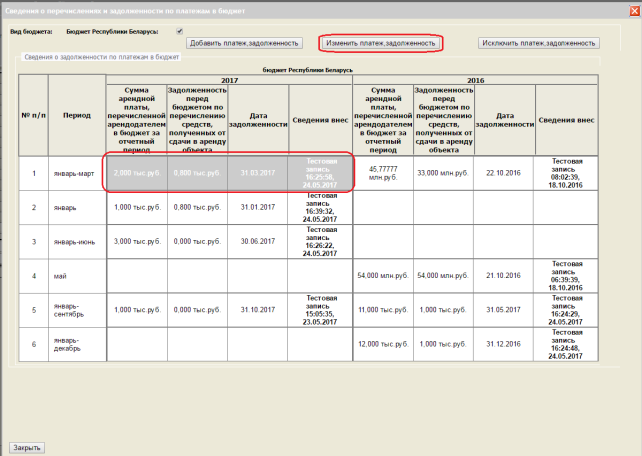 Сведения о перечислении и задолженности по платежам в бюджет
Вид бюджета: Бюджет Республики Беларусь
Добавить платеж,задолженность Изменить платеж,задолженность Исключить платеж,задолженность
Сведения о задолженности по платежам в бюджет
№ п/п Период бюджет Республики Беларусь
2017 2016
Сумма арендной платы, перечисленной арендодателем в бюджет за отчетный период
Задолженность перед бюджетом по перечислению средств, полученных от сдачи в аренду объекта
Дата задолженности
Сведения внес
Сумма арендной платы, перечисленной арендодателем в бюджет за отчетный период
Задолженность перед бюджетом по перечислению средств, полученных от сдачи в аренду объекта
Дата задолженности
Сведения внес
1 январь-март 2,000 тыс.руб. 0,800 тыс.руб. 31.03.2017 Тестовая запись 16:25:58, 24.05.2017 45,77777 млн.руб. 33,000 млн.руб. 22.10.2016 Тестовая запись 08:02:39, 18.10.2016
2 январь 1,000 тыс.руб. 0,800 тыс.руб. 31.01.2017 Тестовая запись 16:39:32, 24.05.2017
3 январь-июнь 3,000 тыс.руб. 0,000 тыс.руб. 30.06.2017 Тестовая запись 16:26:22, 24.05.2017
4 май 54,000 млн.руб. 54,000 млн.руб. 21.10.2016 Тестовая запись 06:39:39, 18.10.2016
5 январь-сентябрь 1,000 тыс.руб. 0,000 тыс.руб. 31.10.2017 Тестовая запись 15:05:35, 23.05.2017 11,000 тыс.руб. 1,000 тыс.руб. 31.05.2017 Тестовая запись 16:24:29, 24.05.2017
6 январь-декабрь 12,000 тыс.руб. 1,000 тыс.руб. 31.12.2016 Тестовая запись 16:24:48, 24.05.2017
Закрыть